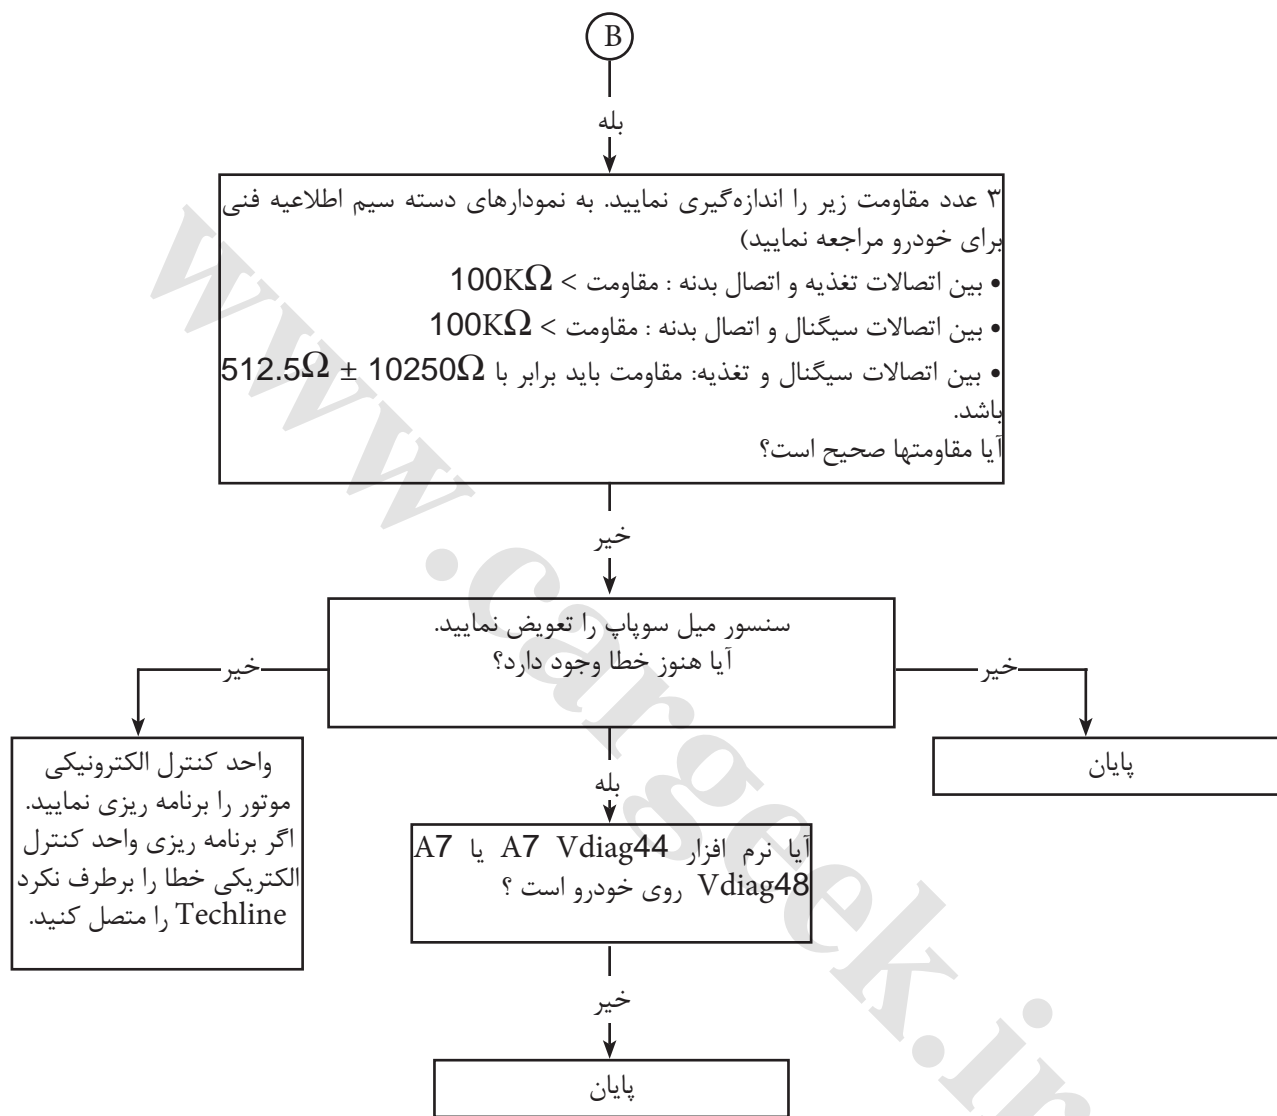 B
بله
۳ عدد مقاومت زیر را اندازه‌گیری نمایید. به نمودارهای دسته سیم اطلاعیه فنی
برای خودرو مراجعه نمایید)
• بین اتصالات تغذیه و اتصال بدنه : مقاومت > 100KΩ
• بین اتصالات سیگنال و اتصال بدنه : مقاومت > 100KΩ
• بین اتصالات سیگنال و تغذیه: مقاومت باید برابر با 512.5Ω ± 10250Ω
باشد.
آیا مقاومتها صحیح است؟
خیر
سنسور میل سوپاپ را تعویض نمایید.
آیا هنوز خطا وجود دارد؟
خیر
خیر
پایان
واحد کنترل الکترونیکی
موتور را برنامه ریزی نمایید.
اگر برنامه ریزی واحد کنترل
الکتریکی خطا را برطرف نکرد
Techline را متصل کنید.
بله
آیا نرم افزار A7 Vdiag44 یا A7
Vdiag48 روی خودرو است ؟
خیر
پایان
www.cargeek.ir